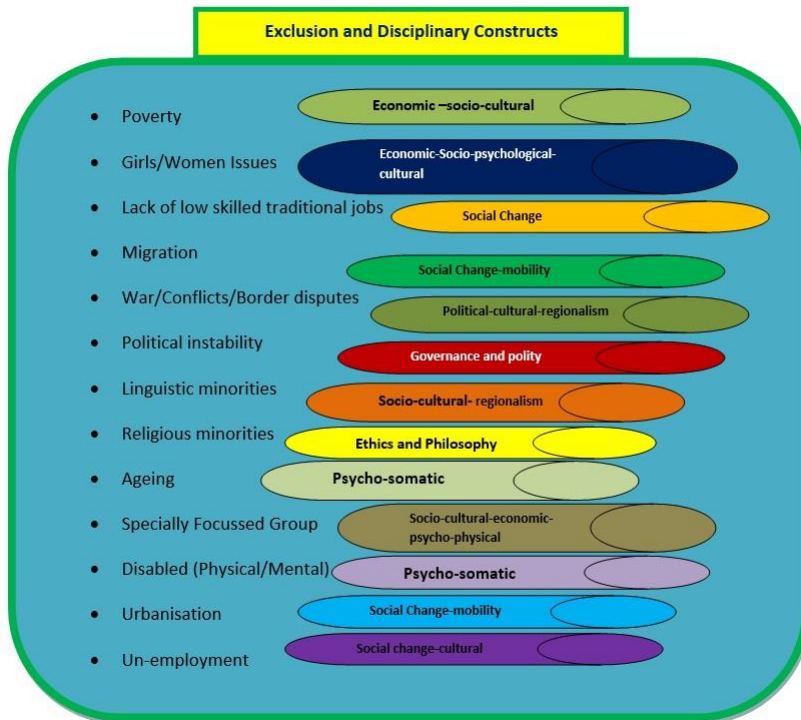 Exclusion and Disciplinary Constructs
• Poverty
Economic –socio-cultural
• Girls/Women Issues
Economic-Socio-psychological-
cultural
• Lack of low skilled traditional jobs
Social Change
• Migration
Social Change-mobility
• War/Conflicts/Border disputes
Political-cultural-regionalism
• Political instability
Governance and polity
• Linguistic minorities
Socio-cultural- regionalism
• Religious minorities
Ethics and Philosophy
• Ageing
Psycho-somatic
• Specially Focussed Group
Socio-cultural-economic-
psycho-physical
• Disabled (Physical/Mental)
Psycho-somatic
• Urbanisation
Social Change-mobility
• Un-employment
Social change-cultural